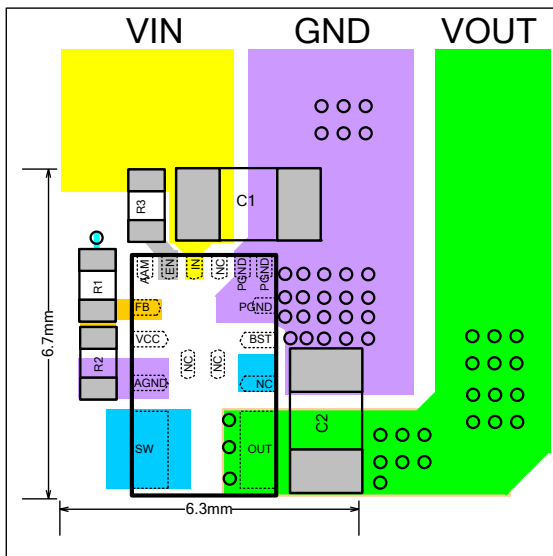 VIN GND VOUT
R3 C1
AAM EN IN NC PGND PGND
R1
FB PGND
VCC BST
R2 NC NC
AGND NC
C2
SW OUT
6.7mm
6.3mm